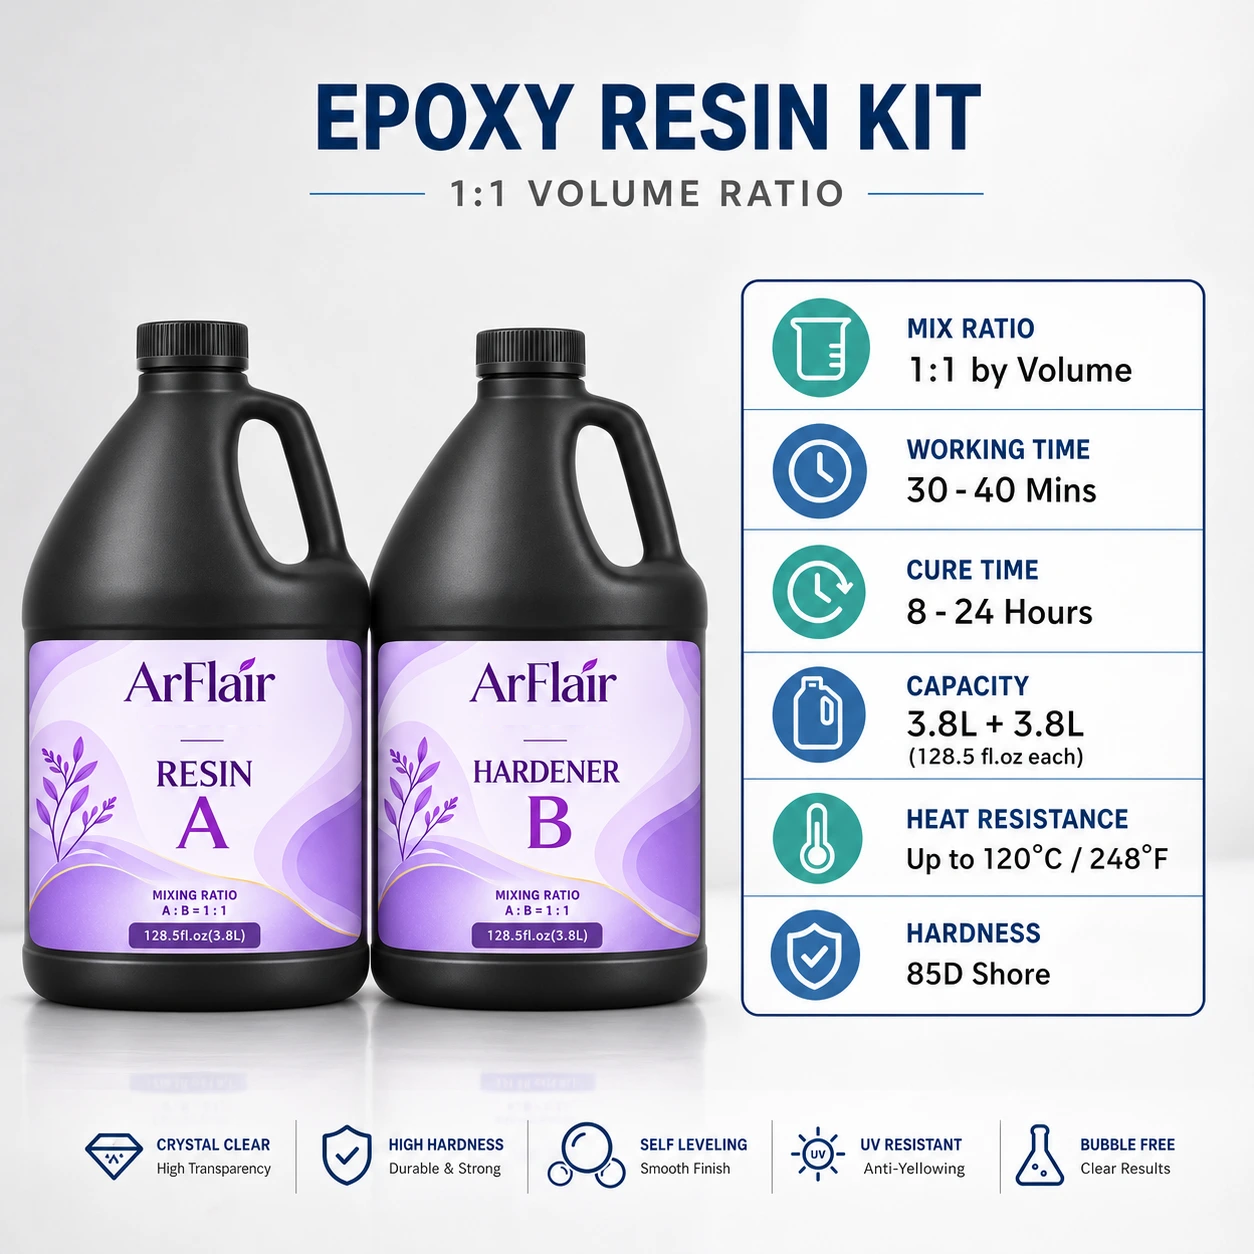 EPOXY RESIN KIT
1:1 VOLUME RATIO
ArFlair
RESIN
A
MIXING RATIO
A:B=1:1
128.5fl.oz(3.8L)
ArFlair
HARDENER
B
MIXING RATIO
A:B=1:1
128.5fl.oz(3.8L)
MIX RATIO
1:1 by Volume
WORKING TIME
30 - 40 Mins
CURE TIME
8 - 24 Hours
CAPACITY
3.8L + 3.8L
(128.5 fl.oz each)
HEAT RESISTANCE
Up to 120°C / 248°F
HARDNESS
85D Shore
CRYSTAL CLEAR
High Transparency
HIGH HARDNESS
Durable & Strong
SELF LEVELING
Smooth Finish
UV
UV RESISTANT
Anti-Yellowing
BUBBLE FREE
Clear Results